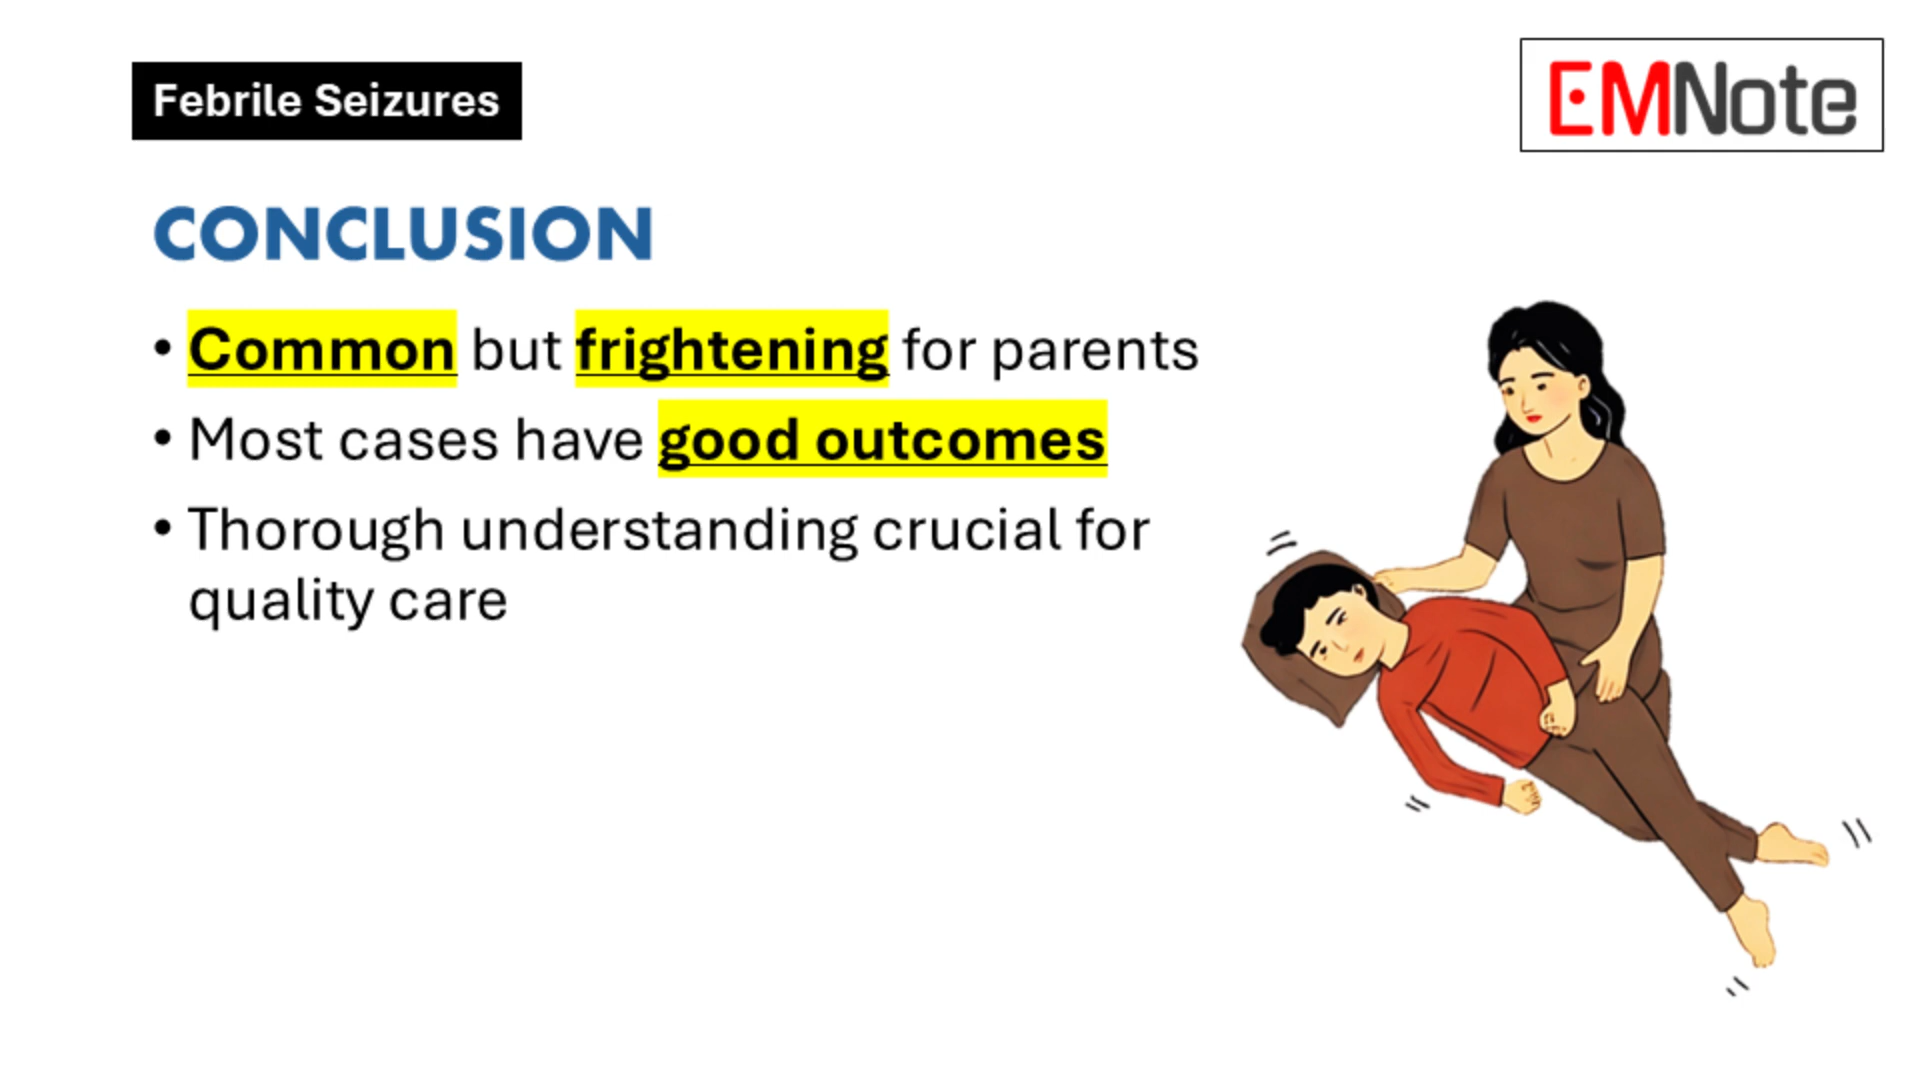 Febrile Seizures
EMNote
CONCLUSION
• Common but frightening for parents
• Most cases have good outcomes
• Thorough understanding crucial for
quality care